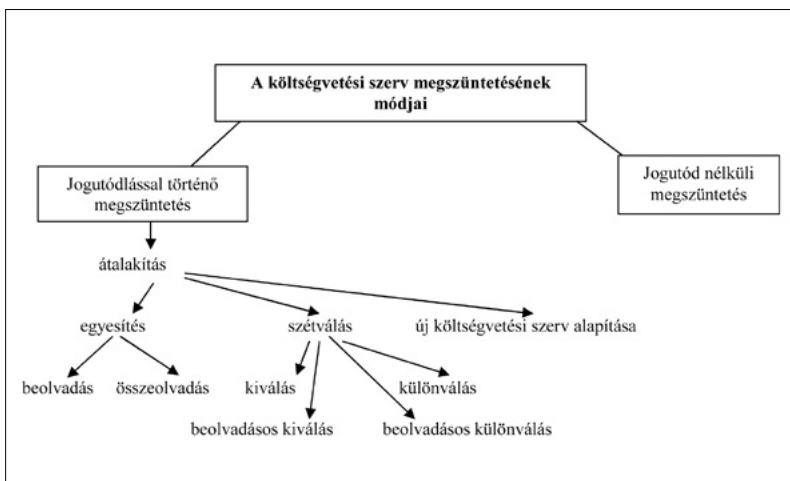 A költségvetési szerv megszüntetésének
módjai
Jogutódlással történő
megszüntetés
Jogutód nélküli
megszüntetés
átalakítás
egyesítés
szétválás
új költségvetési szerv alapítása
beolvadás
összeolvadás
kiválás
különválás
beolvadásos kiválás
beolvadásos különválás